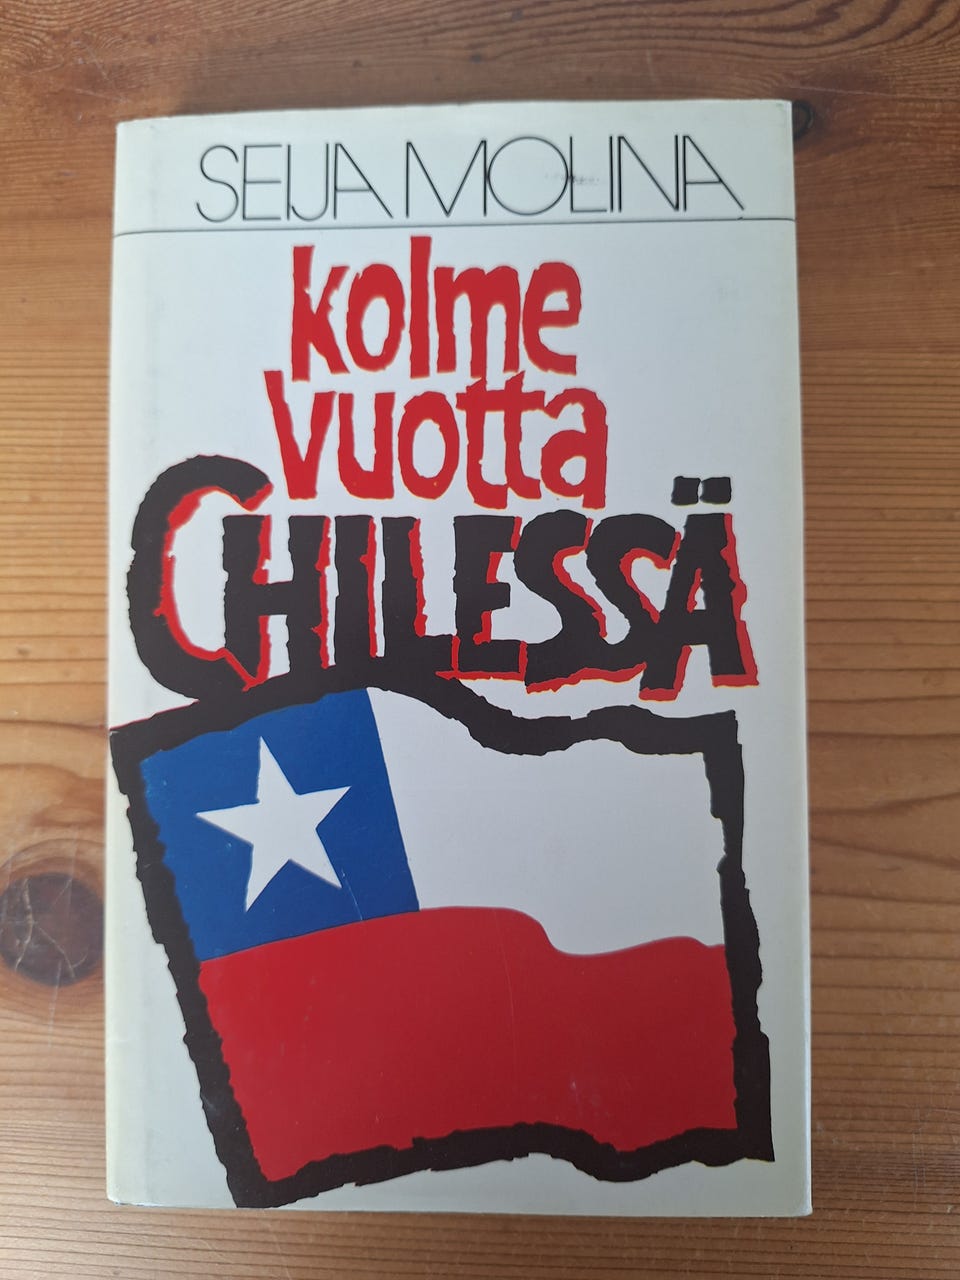 SEIJA MOLINA
kolme
vuotta
CHILESSÄ